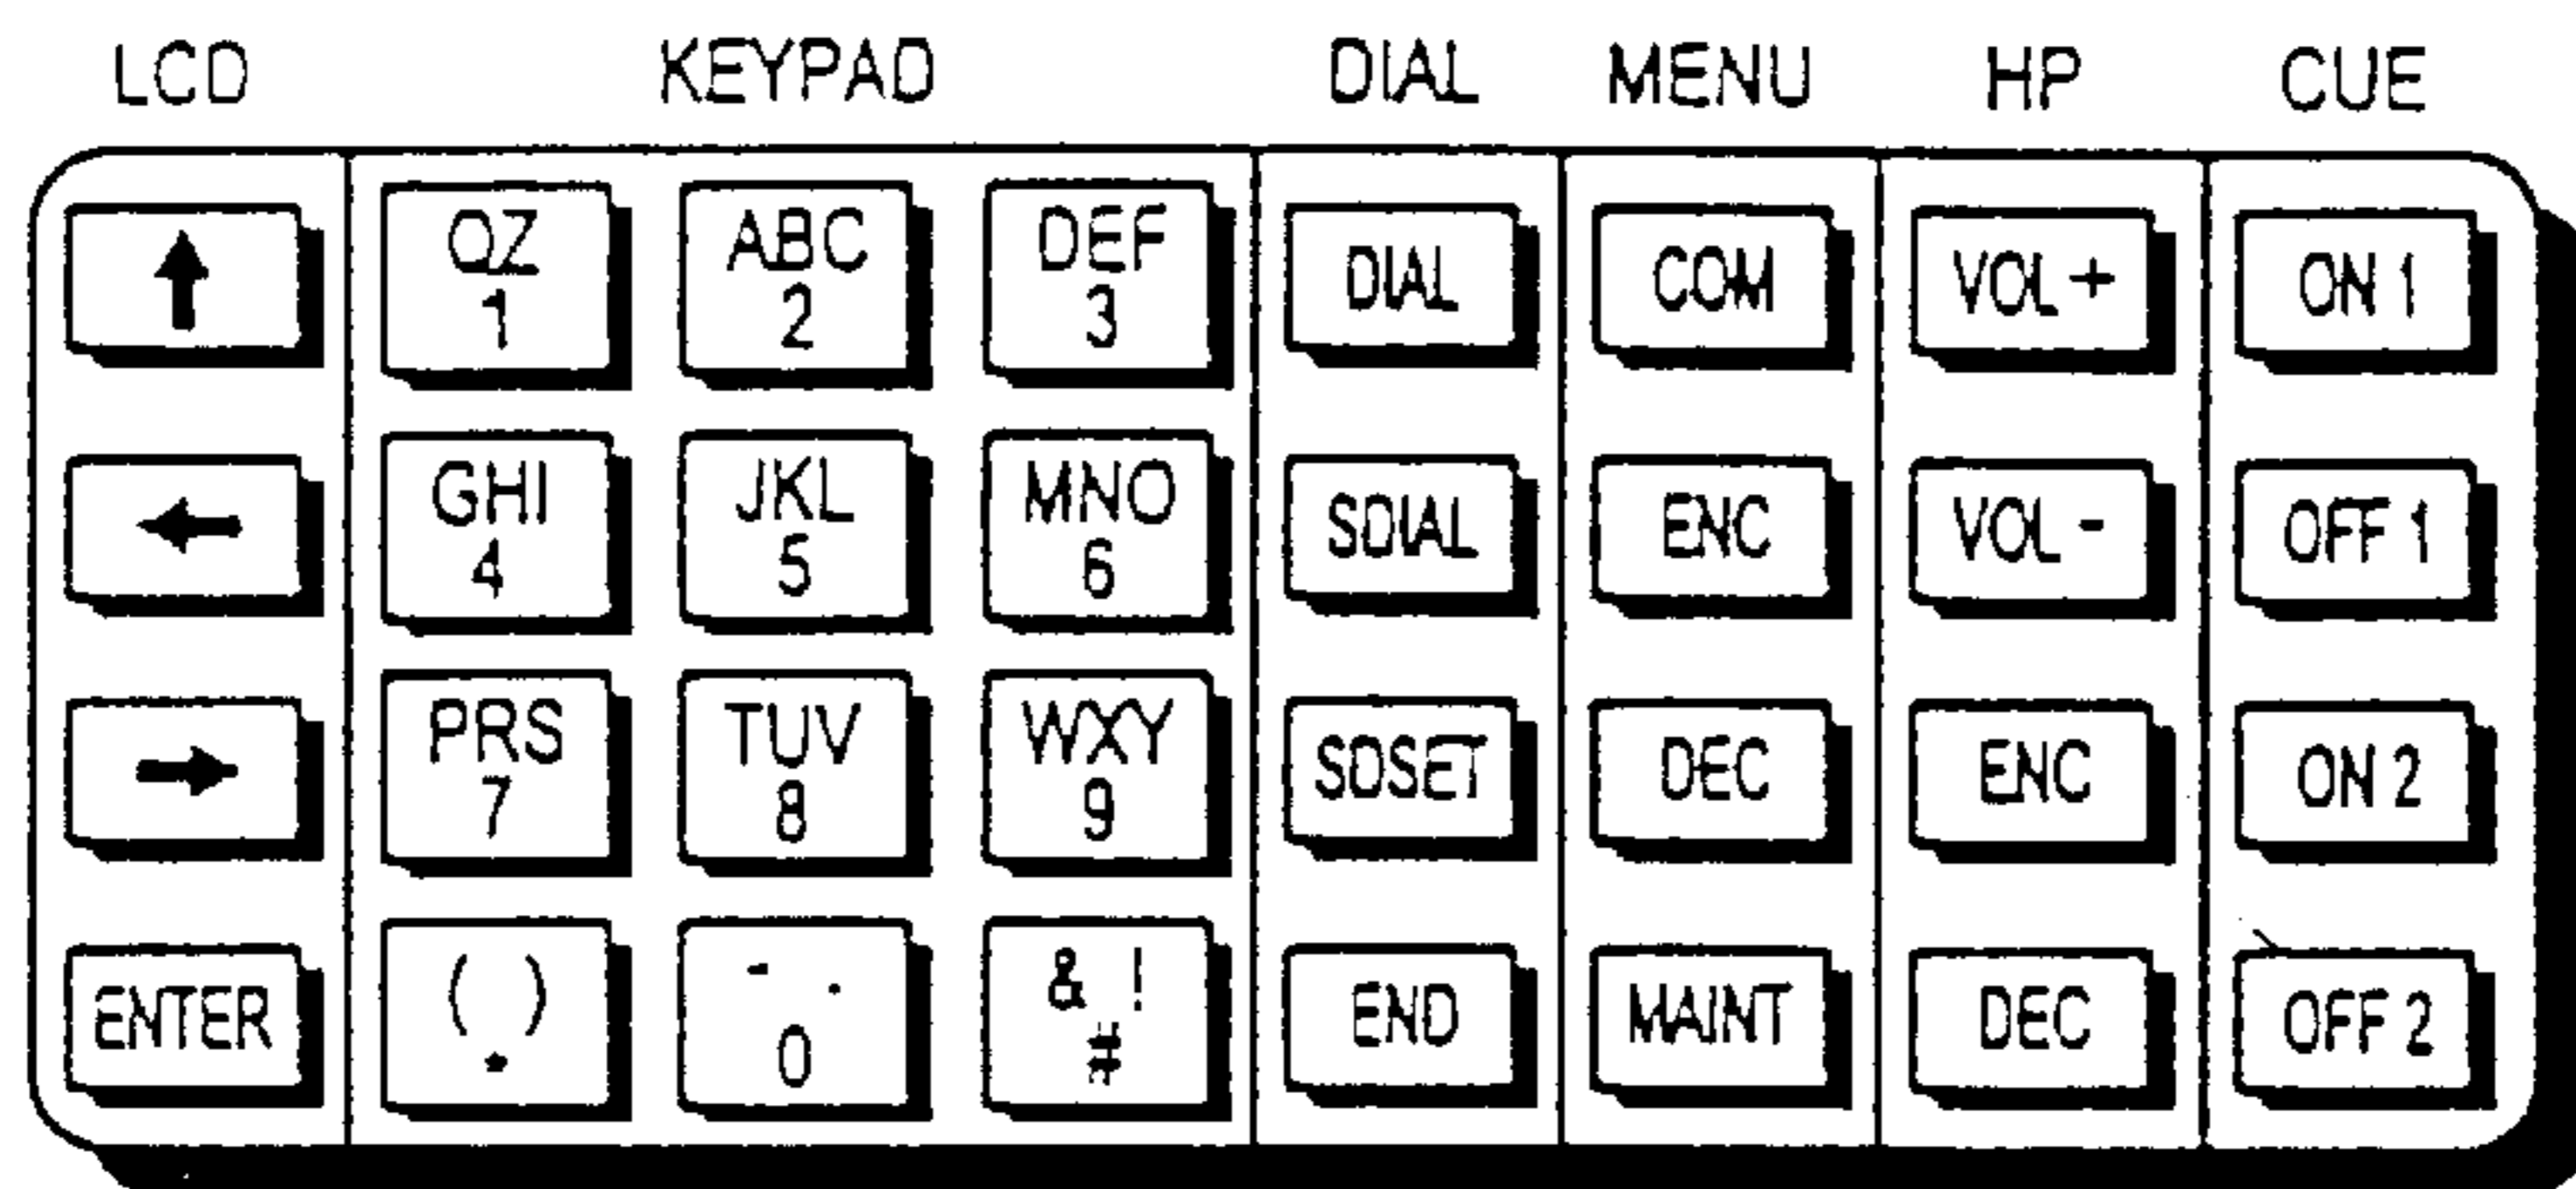 LCD KEYPAD DIAL MENU HP CUE
↑ QZ ABC DEF DIAL COM VOL + ON 1
1 2 3
← GHI JKL MNO SDIAL ENC VOL - OFF 1
4 5 6
→ PRS TUV WXY SDSET DEC ENC ON 2
7 8 9
ENTER ( ) - . & ! END MAINT DEC OFF 2
* 0 #